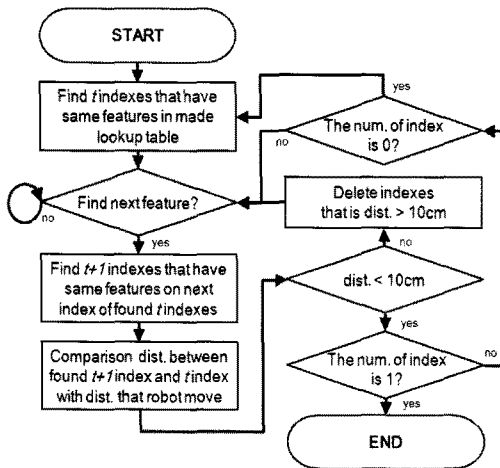 START
Find t indexes that have
same features in made
lookup table
yes
The num. of index
is 0?
no
Find next feature?
no
Delete indexes
that is dist. > 10cm
yes
no
Find t+1 indexes that have
same features on next
index of found t indexes
dist. < 10cm
yes
Comparison dist. between
found t+1 index and t index
with dist. that robot move
The num. of index
is 1?
no
yes
END